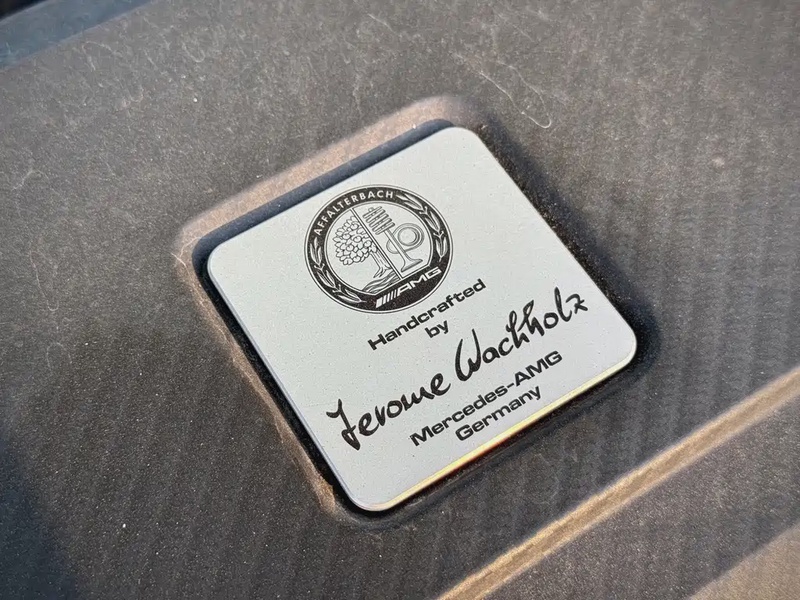 AFFALTERBACH
AMG
Handcrafted
by
Jerome Wachholz
Mercedes-AMG
Germany